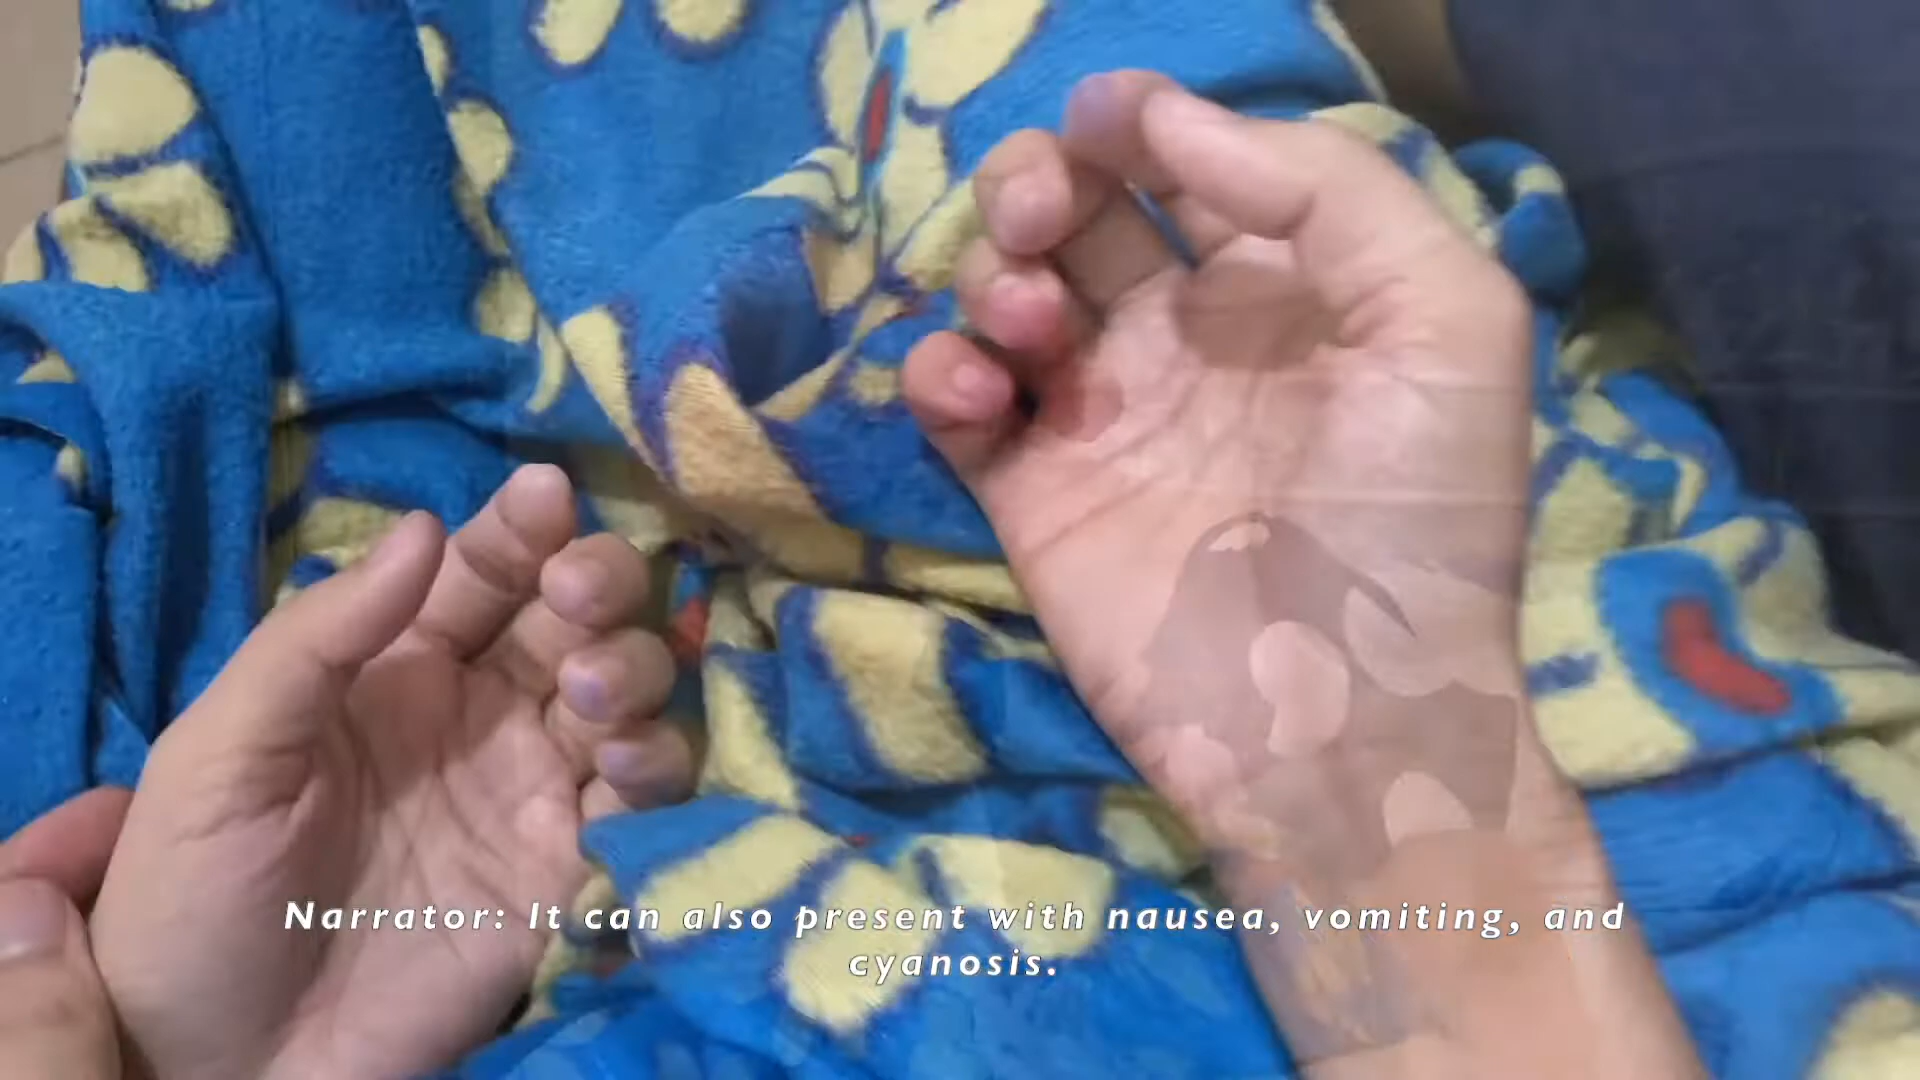 Narrator: It can also present with nausea, vomiting, and
cyanosis.